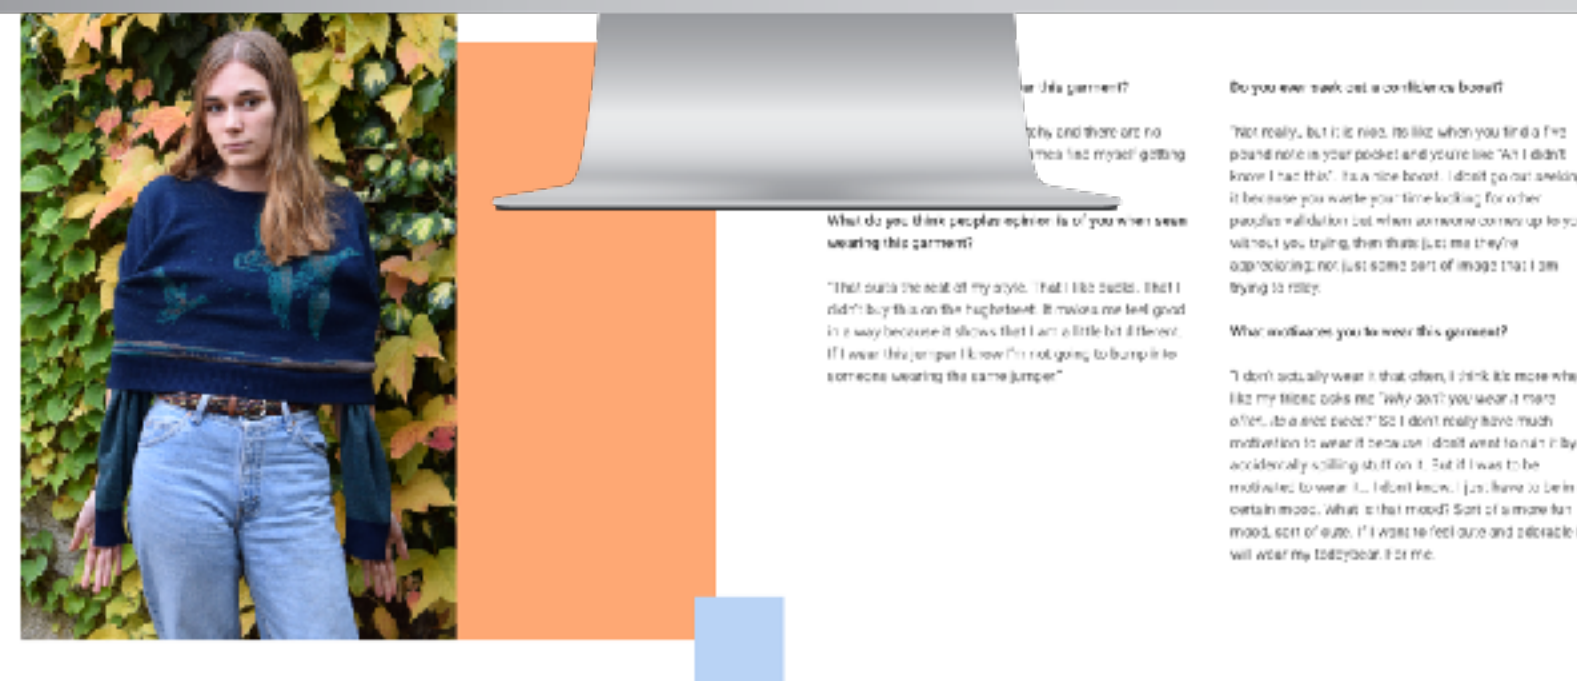 this garment?
and there are no
find myself getting
What do you think peoples opinion is of you when seen
wearing this garment?
"That suits the rest of my style. That I like ducks. That I
didn't buy this on the hughstreet. It makes me feel good
in a way because it shows that I am a little bit different.
If I wear this jumper I know I'm not going to bump into
someone wearing the same jumper"
Do you ever seek out a confidence boost?
"Not really, but it is nice. Its like when you find a five
pound note in your pocket and you're like "Ah I didn't
know I had this". Its a nice boost. I don't go out seeking
it because you waste your time looking for other
peoples validation but when someone comes up to
without you trying, then thats just me they're
appreciating; not just some sort of image that I am
trying to
What motivates you to wear this garment?
"I don't actually wear it that often, I think it's more
like my friend asks me "Why don't you wear it more
often, its a nice piece?" So I don't really have much
motivation to wear it because I don't want to ruin it by
accidentally spilling stuff on it. But if I was to be
motivated to wear it... I don't know, I just have to be in
certain mood. What is that mood? Sort of a more fun
mood, sort of cute. If I want to feel cute and adorable
will wear my teddybear. For me.